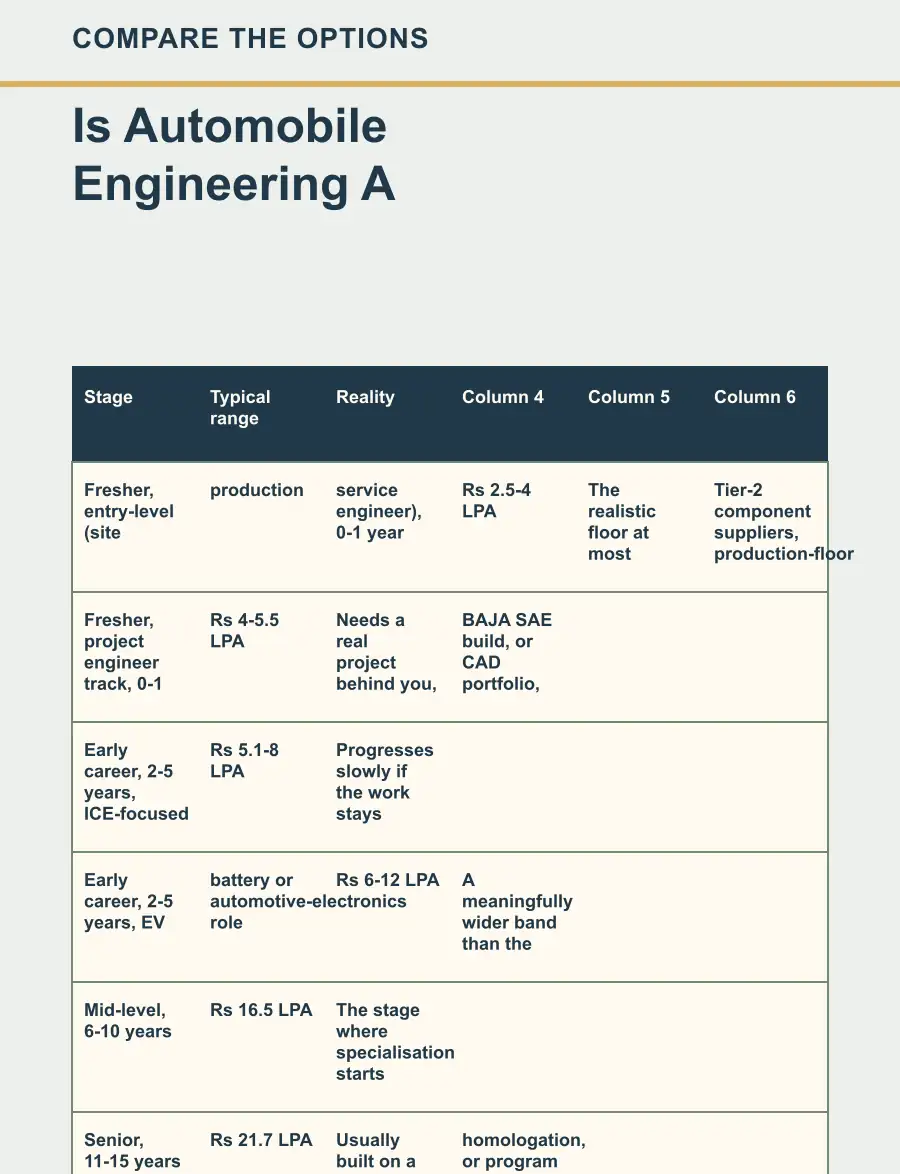 COMPARE THE OPTIONS
Is Automobile
Engineering A
Stage
Typical
range
Reality
Column 4
Column 5
Column 6
Fresher,
entry-level
(site
production
service
engineer),
0-1 year
Rs 2.5-4
LPA
The
realistic
floor at
most
Tier-2
component
suppliers,
production-floor
Fresher,
project
engineer
track, 0-1
Rs 4-5.5
LPA
Needs a
real
project
behind you,
BAJA SAE
build, or
CAD
portfolio,
Early
career, 2-5
years,
ICE-focused
Rs 5.1-8
LPA
Progresses
slowly if
the work
stays
Early
career, 2-5
years, EV
battery or
automotive-electronics
role
Rs 6-12 LPA
A
meaningfully
wider band
than the
Mid-level,
6-10 years
Rs 16.5 LPA
The stage
where
specialisation
starts
Senior,
11-15 years
Rs 21.7 LPA
Usually
built on a
homologation,
or program